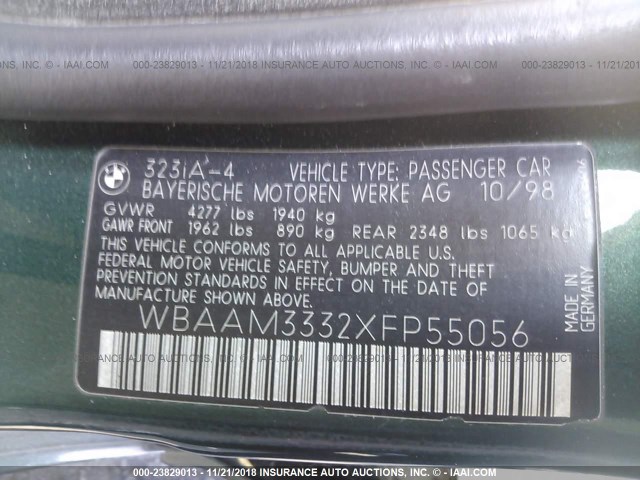 000-23829013 - 11/21/2018 INSURANCE AUTO AUCTIONS, INC. © - IAAI.COM
323iA-4 VEHICLE TYPE: PASSENGER CAR
BAYERISCHE MOTOREN WERKE AG 10/98
GVWR 4277 lbs 1940 kg
GAWR FRONT 1962 lbs 890 kg REAR 2348 lbs 1065 kg
THIS VEHICLE CONFORMS TO ALL APPLICABLE U.S.
FEDERAL MOTOR VEHICLE SAFETY, BUMPER AND THEFT
PREVENTION STANDARDS IN EFFECT ON THE DATE OF
MANUFACTURE SHOWN ABOVE.
MADE IN
GERMANY
WBAAM3332XFP55056
000-23829013 - 11/21/2018 INSURANCE AUTO AUCTIONS, INC. © - IAAI.COM